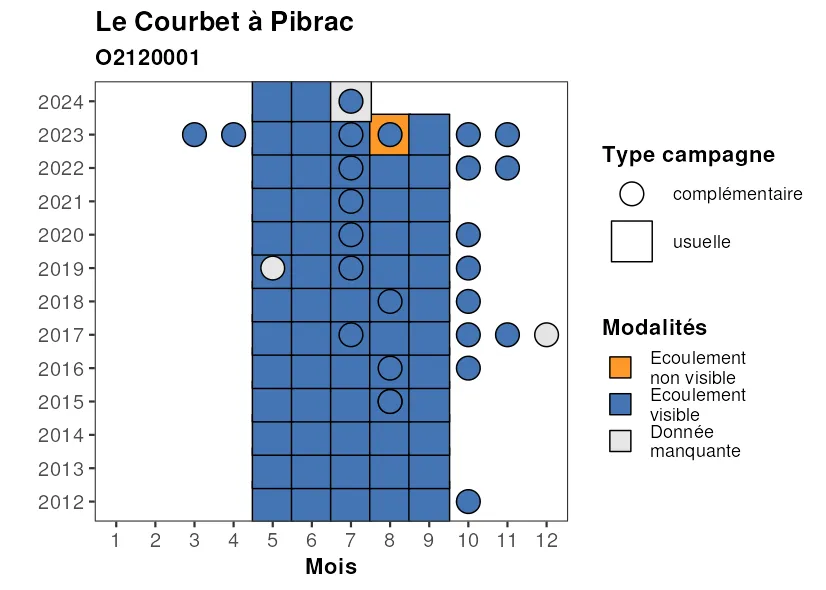 Le Courbet à Pibrac
O2120001
2024
2023
2022
2021
2020
2019
2018
2017
2016
2015
2014
2013
2012
1 2 3 4 5 6 7 8 9 10 11 12
Mois
Type campagne
complémentaire
usuelle
Modalités
Ecoulement
non visible
Ecoulement
visible
Donnée
manquante